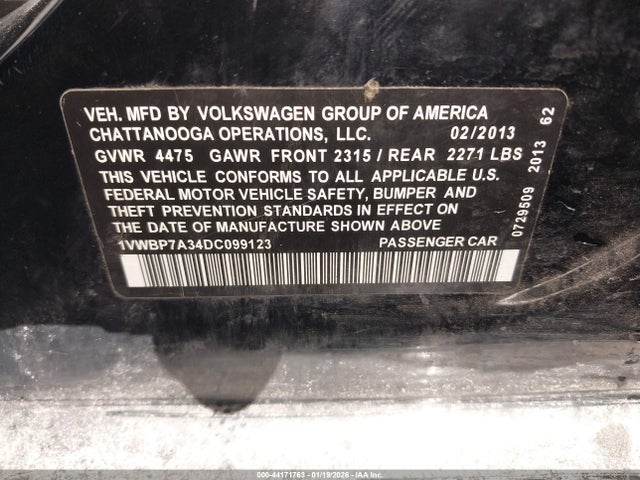 VEH. MFD BY VOLKSWAGEN GROUP OF AMERICA
CHATTANOOGA OPERATIONS, LLC. 02/2013
GVWR 4475 GAWR FRONT 2315 / REAR 2271 LBS
THIS VEHICLE CONFORMS TO ALL APPLICABLE U.S.
FEDERAL MOTOR VEHICLE SAFETY, BUMPER AND
THEFT PREVENTION STANDARDS IN EFFECT ON
THE DATE OF MANUFACTURE SHOWN ABOVE
1VWBP7A34DC099123 PASSENGER CAR
0729509 2013 62
000-44171763 - 01/19/2026 - IAA Inc.